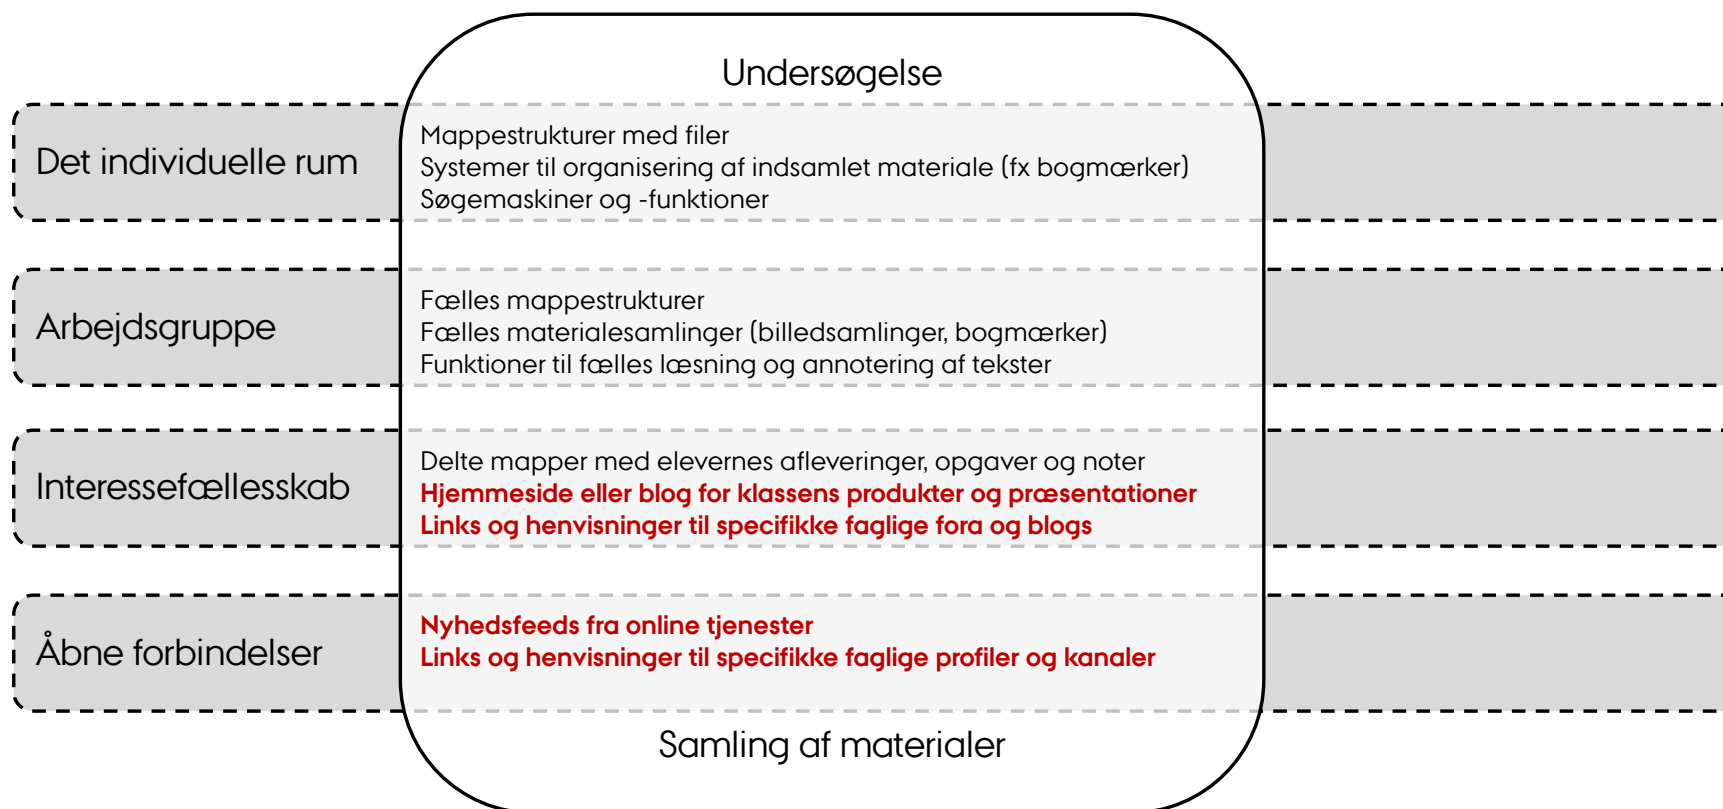 Undersøgelse
Det individuelle rum
Mappestrukturer med filer
Systemer til organisering af indsamlet materiale (fx bogmærker)
Søgemaskiner og -funktioner
Arbejdsgruppe
Fælles mappestrukturer
Fælles materialesamlinger (billedsamlinger, bogmærker)
Funktioner til fælles læsning og annotering af tekster
Interessefællesskab
Delte mapper med elevernes afleveringer, opgaver og noter
Hjemmeside eller blog for klassens produkter og præsentationer
Links og henvisninger til specifikke faglige fora og blogs
Åbne forbindelser
Nyhedsfeeds fra online tjenester
Links og henvisninger til specifikke faglige profiler og kanaler
Samling af materialer